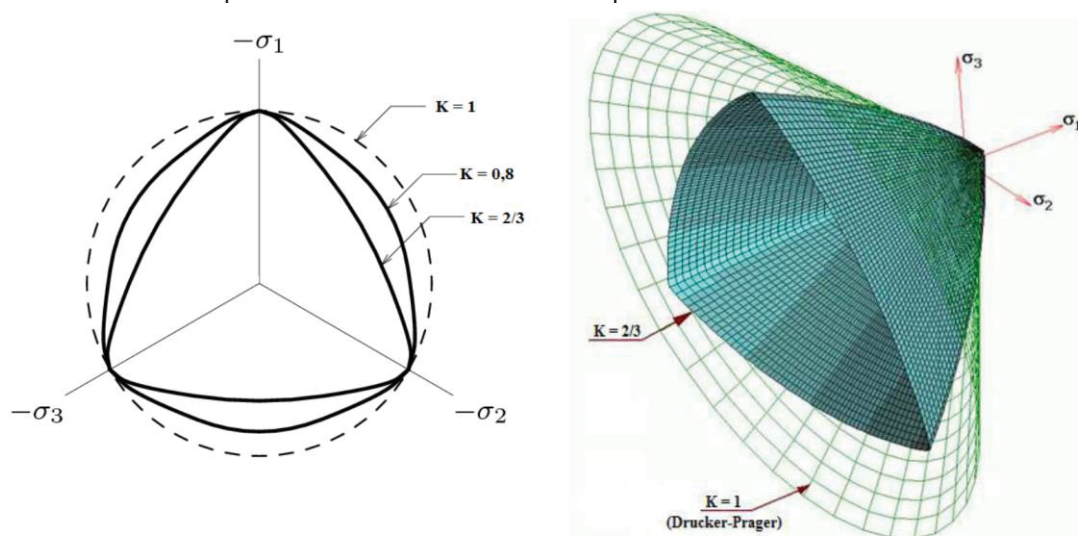 −σ₁
K = 1
K = 0,8
K = 2/3
−σ₃
−σ₂
σ₃
σ₁
σ₂
K = 2/3
K = 1
(Drucker-Prager)